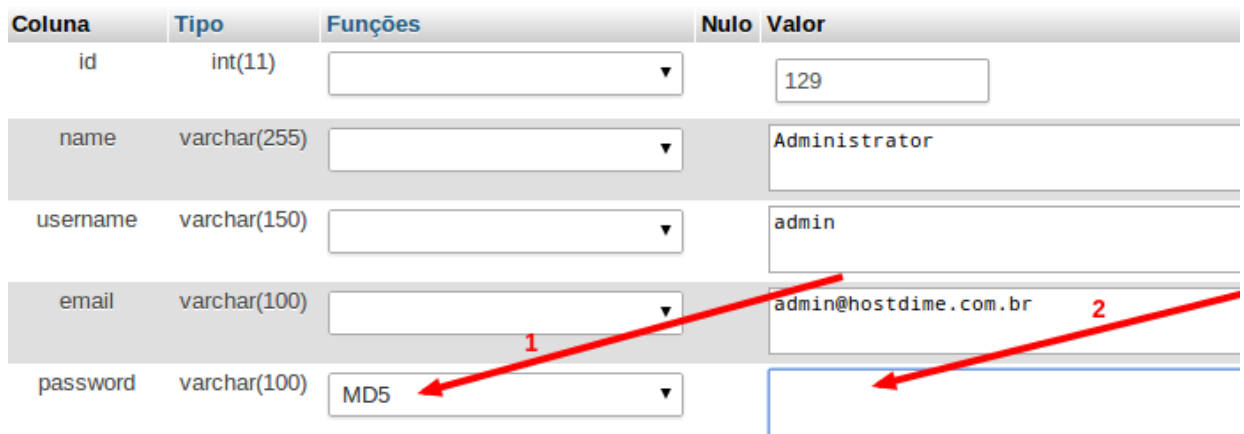 Coluna Tipo Funções Nulo Valor
id int(11) 129
name varchar(255) Administrator
username varchar(150) admin
email varchar(100) admin@hostdime.com.br
1 2
password varchar(100) MD5